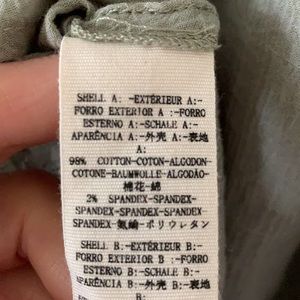 SHELL A: -EXTÉRIEUR A:-
FORRO EXTERIOR A :-FORRO
ESTERNO A:-SCHALE A:-
APARÊNCIA A:-外壳 A:-表地
A:
98% COTTON-COTON-ALGODON-
COTONE-BAUMWOLLE-ALGODÃO-
棉花-綿
2% SPANDEX-SPANDEX-
SPANDEX-SPANDEX-SPANDEX-
SPANDEX-氨纶-ポリウレタン
SHELL B:-EXTÉRIEUR B:-
FORRO EXTERIOR B :-FORRO
ESTERNO B:-SCHALE B:-
APARÊNCIA B:-外壳 B:-表地
B: